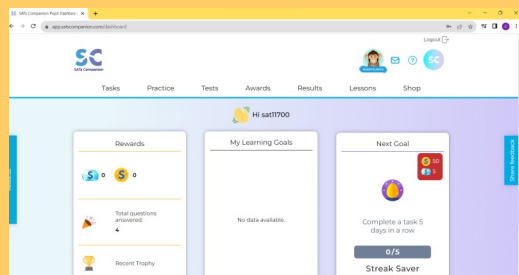 SATs Companion Pupil Dashboard
app.satscompanion.com/dashboard
Logout
SC
SATs Companion
SC
Tasks Practice Tests Awards Results Lessons Shop
Hi sat11700
Rewards
0 0
Total questions
answered:
4
Recent Trophy
My Learning Goals
No data available.
Next Goal
50
5
Complete a task 5
days in a row
0/5
Streak Saver
Share feedback